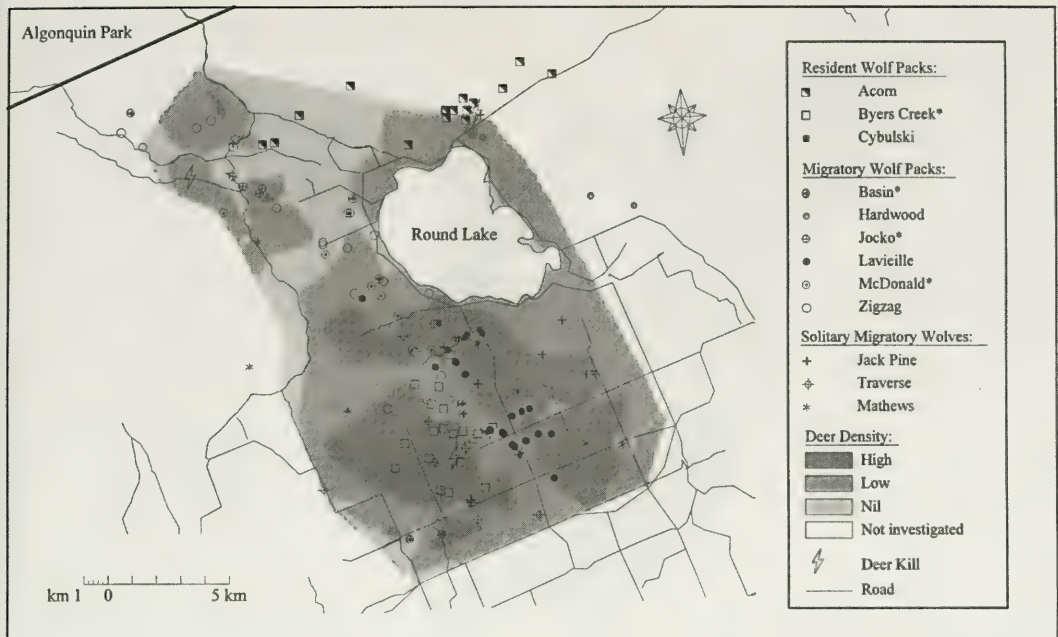 Algonquin Park
Round Lake
km 1 0 5 km
Resident Wolf Packs:
Acorn
Byers Creek*
Cybulski
Migratory Wolf Packs:
Basin*
Hardwood
Jocko*
Lavieille
McDonald*
Zigzag
Solitary Migratory Wolves:
Jack Pine
Traverse
Mathews
Deer Density:
High
Low
Nil
Not investigated
Deer Kill
Road